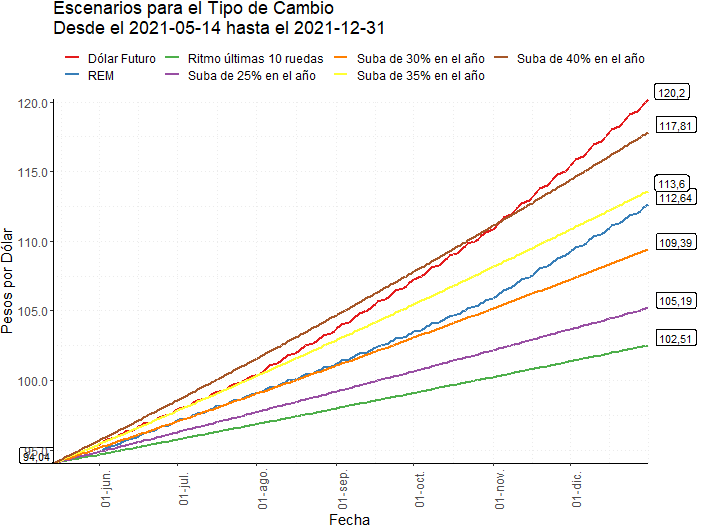 Escenarios para el Tipo de Cambio
Desde el 2021-05-14 hasta el 2021-12-31
Dólar Futuro Ritmo últimas 10 ruedas Suba de 30% en el año Suba de 40% en el año
REM Suba de 25% en el año Suba de 35% en el año
120,2
120.0
117,81
115.0
113,6
112,64
110.0
109,39
105.0
105,19
102,51
100.0
95.0
94,04
Pesos por Dólar
01-jun. 01-jul. 01-ago. 01-sep. 01-oct. 01-nov. 01-dic.
Fecha